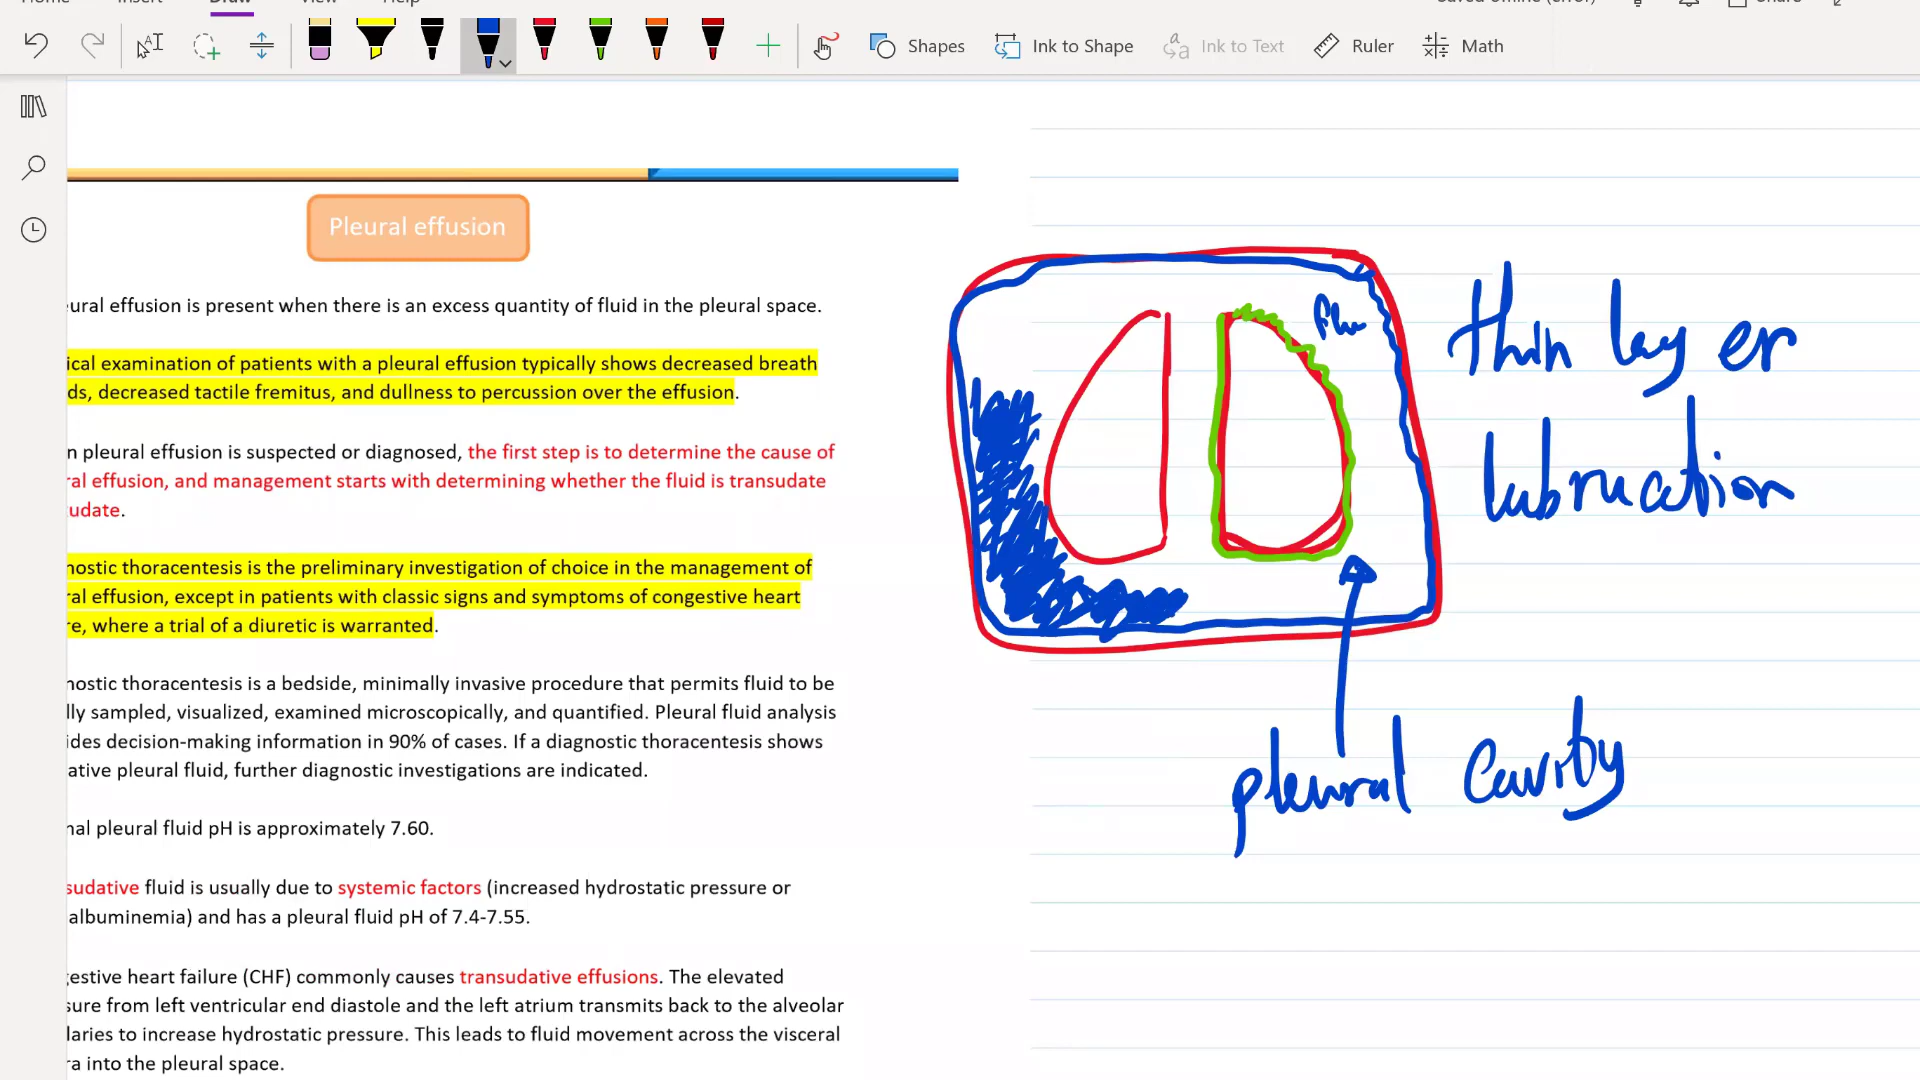 Shapes
Ink to Shape
Ink to Text
Ruler
Math
Pleural effusion
eural effusion is present when there is an excess quantity of fluid in the pleural space.
ical examination of patients with a pleural effusion typically shows decreased breath
ds, decreased tactile fremitus, and dullness to percussion over the effusion.
n pleural effusion is suspected or diagnosed, the first step is to determine the cause of
ral effusion, and management starts with determining whether the fluid is transudate
udate.
nostic thoracentesis is the preliminary investigation of choice in the management of
ral effusion, except in patients with classic signs and symptoms of congestive heart
re, where a trial of a diuretic is warranted.
nostic thoracentesis is a bedside, minimally invasive procedure that permits fluid to be
lly sampled, visualized, examined microscopically, and quantified. Pleural fluid analysis
ides decision-making information in 90% of cases. If a diagnostic thoracentesis shows
ative pleural fluid, further diagnostic investigations are indicated.
nal pleural fluid pH is approximately 7.60.
sudative fluid is usually due to systemic factors (increased hydrostatic pressure or
albuminemia) and has a pleural fluid pH of 7.4-7.55.
gestive heart failure (CHF) commonly causes transudative effusions. The elevated
sure from left ventricular end diastole and the left atrium transmits back to the alveolar
laries to increase hydrostatic pressure. This leads to fluid movement across the visceral
ra into the pleural space.
thin layer
lubrucation
pleural cavity